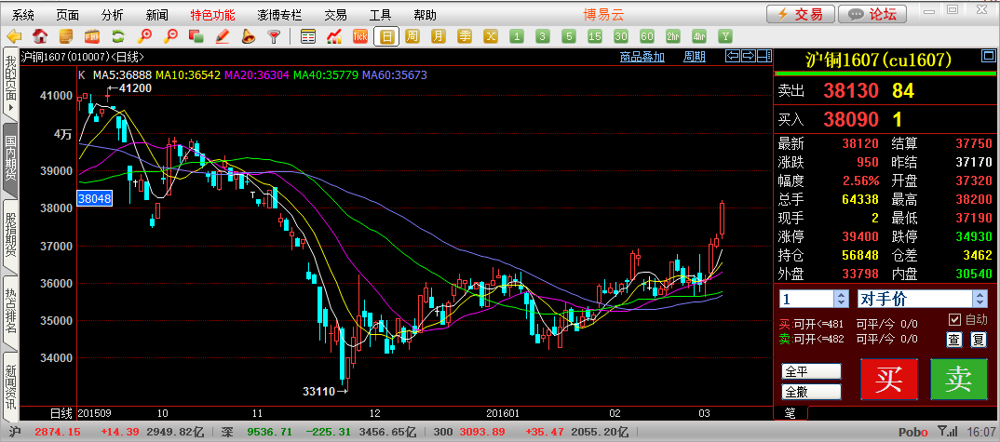 系统 页面 分析 新闻 特色功能 澎博专栏 交易 工具 帮助 博易云 交易 论坛
Tick 日 周 月 季 X 1 3 5 15 30 60 2hr 4hr Y
我的页面
国内期货
股指期货
热点排名
新闻资讯
沪铜1607(010007)<日线> 商品叠加 周期
K MA5:36888 MA10:36542 MA20:36304 MA40:35779 MA60:35673
41200
41000
4万
39000
38048
38000
37000
36000
35000
34000
33110
日线 201509 10 11 12 201601 02 03
沪铜1607(cu1607)
卖出 38130 84
买入 38090 1
最新 38120 结算 37750
涨跌 950 昨结 37170
幅度 2.56% 开盘 37320
总手 64338 最高 38200
现手 2 最低 37190
涨停 39400 跌停 34930
持仓 56848 仓差 3462
外盘 33798 内盘 30540
1 对手价
买:可开<=481 可平/今 0/0 自动
卖:可开<=482 可平/今 0/0 查 复
全平
全撤
买 卖
笔
沪 2874.15 +14.39 2949.82亿 深 9536.71 -225.31 3456.65亿 300 3093.89 +35.47 2055.20亿 Pobo 16:07